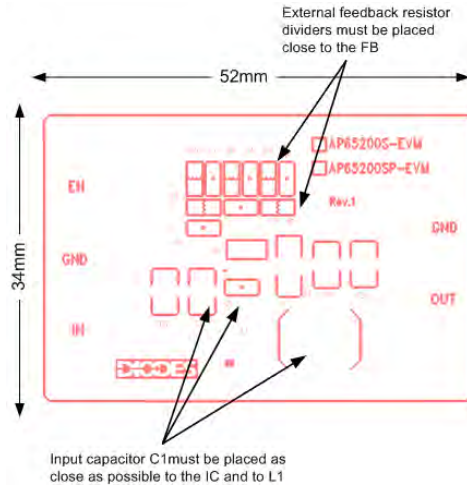 External feedback resistor
dividers must be placed
close to the FB
52mm
34mm
AP65200S-EVM
AP65200SP-EVM
EN
Rev.1
GND
GND
OUT
IN
DIODES
Input capacitor C1must be placed as
close as possible to the IC and to L1